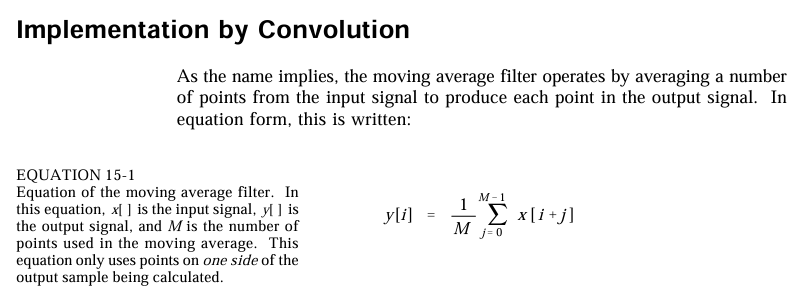 Implementation by Convolution
As the name implies, the moving average filter operates by averaging a number
of points from the input signal to produce each point in the output signal.  In
equation form, this is written:
EQUATION 15-1
Equation of the moving average filter.  In
this equation, x[ ] is the input signal, y[ ] is
the output signal, and M is the number of
points used in the moving average.  This
equation only uses points on one side of the
output sample being calculated.
y[i] = 1/M M-1 Σ j=0 x[i+j]